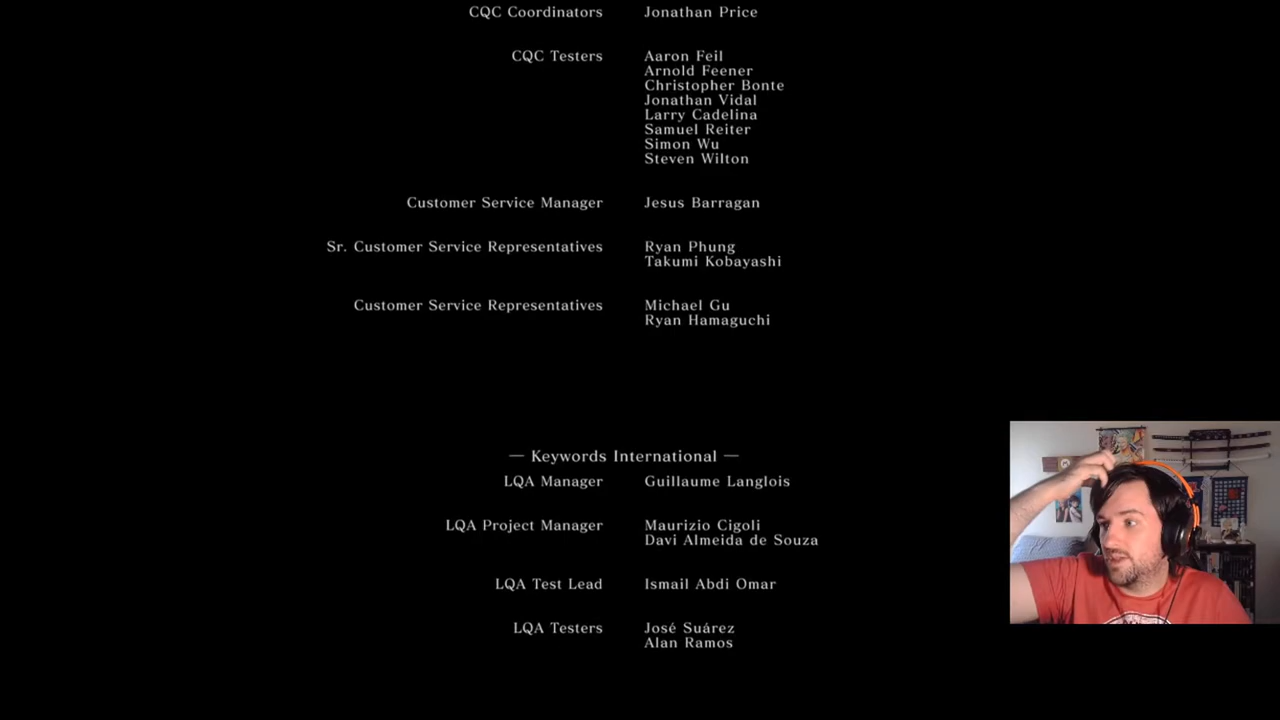 CQC Coordinators Jonathan Price
CQC Testers Aaron Feil
Arnold Feener
Christopher Bonte
Jonathan Vidal
Larry Cadelina
Samuel Reiter
Simon Wu
Steven Wilton
Customer Service Manager Jesus Barragan
Sr. Customer Service Representatives Ryan Phung
Takumi Kobayashi
Customer Service Representatives Michael Gu
Ryan Hamaguchi
— Keywords International —
LQA Manager Guillaume Langlois
LQA Project Manager Maurizio Cigoli
Davi Almeida de Souza
LQA Test Lead Ismail Abdi Omar
LQA Testers José Suárez
Alan Ramos